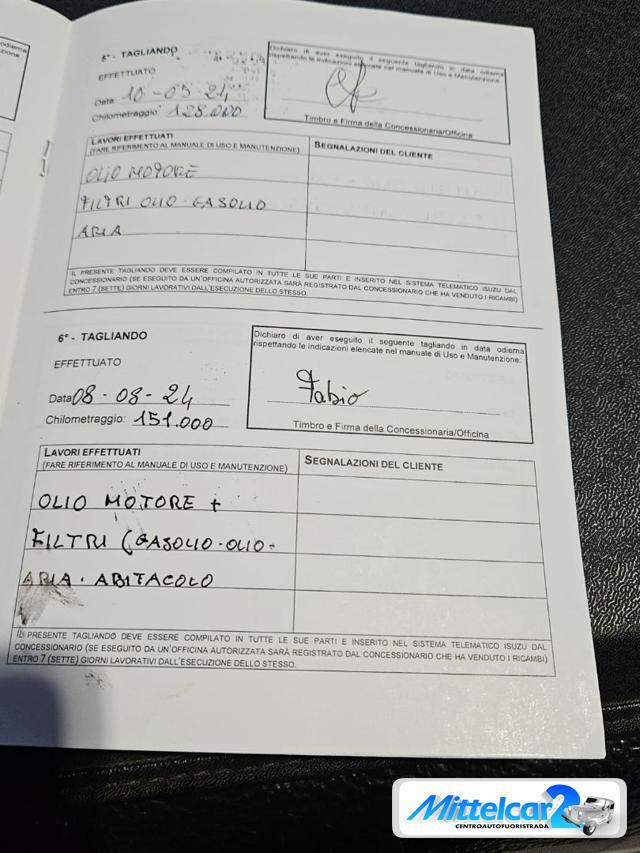 5° - TAGLIANDO
EFFETTUATO
Data 10-05-24
Chilometraggio: 128.000
Dichiaro di aver eseguito il seguente tagliando in data odierna
rispettando le indicazioni elencate nel manuale di Uso e Manutenzione.
Timbro e Firma della Concessionaria/Officina
LAVORI EFFETTUATI
(FARE RIFERIMENTO AL MANUALE DI USO E MANUTENZIONE)
SEGNALAZIONI DEL CLIENTE
OLIO MOTORE
FILTRI OLIO-GASOLIO
ARIA
IL PRESENTE TAGLIANDO DEVE ESSERE COMPILATO IN TUTTE LE SUE PARTI E INSERITO NEL SISTEMA TELEMATICO ISUZU DAL
CONCESSIONARIO (SE ESEGUITO DA UN'OFFICINA AUTORIZZATA SARÀ REGISTRATO DAL CONCESSIONARIO CHE HA VENDUTO I RICAMBI)
ENTRO 7 (SETTE) GIORNI LAVORATIVI DALL'ESECUZIONE DELLO STESSO.
6° - TAGLIANDO
EFFETTUATO
Data 08-08-24
Chilometraggio: 151.000
Dichiaro di aver eseguito il seguente tagliando in data odierna
rispettando le indicazioni elencate nel manuale di Uso e Manutenzione.
Fabio
Timbro e Firma della Concessionaria/Officina
LAVORI EFFETTUATI
(FARE RIFERIMENTO AL MANUALE DI USO E MANUTENZIONE)
SEGNALAZIONI DEL CLIENTE
OLIO MOTORE +
FILTRI (GASOLIO-OLIO-
ARIA-ABITACOLO
IL PRESENTE TAGLIANDO DEVE ESSERE COMPILATO IN TUTTE LE SUE PARTI E INSERITO NEL SISTEMA TELEMATICO ISUZU DAL
CONCESSIONARIO (SE ESEGUITO DA UN'OFFICINA AUTORIZZATA SARÀ REGISTRATO DAL CONCESSIONARIO CHE HA VENDUTO I RICAMBI)
ENTRO 7 (SETTE) GIORNI LAVORATIVI DALL'ESECUZIONE DELLO STESSO.
Mittelcar2
CENTROAUTOFUORISTRADA